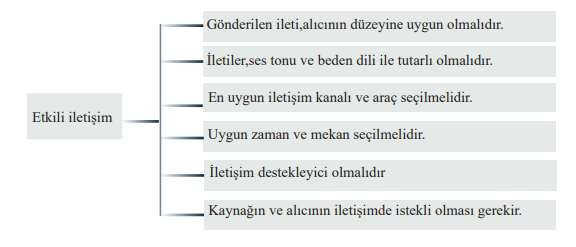 Gönderilen ileti,alıcının düzeyine uygun olmalıdır.
İletiler,ses tonu ve beden dili ile tutarlı olmalıdır.
En uygun iletişim kanalı ve araç seçilmelidir.
Etkili iletişim
Uygun zaman ve mekan seçilmelidir.
İletişim destekleyici olmalıdır
Kaynağın ve alıcının iletişimde istekli olması gerekir.